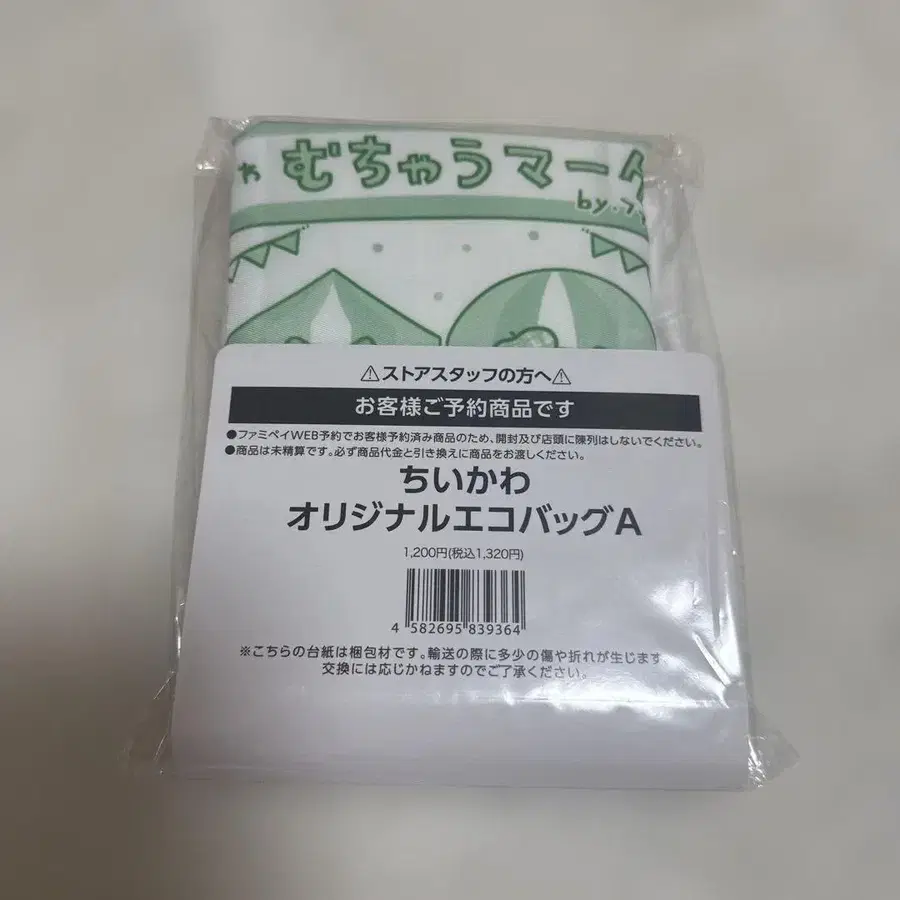 むちゃうマー
by.フ
⚠ストアスタッフの方へ⚠
お客様ご予約商品です
●ファミペイWEB予約でお客様予約済み商品のため、開封及び店頭に陳列はしないでください。
●商品は未精算です。必ず商品代金と引き換えに商品をお渡しください。
ちいかわ
オリジナルエコバッグA
1,200円(税込1,320円)
4 582695 839364
※こちらの台紙は梱包材です。輸送の際に多少の傷や折れが生じます
交換には応じかねますのでご了承ください。